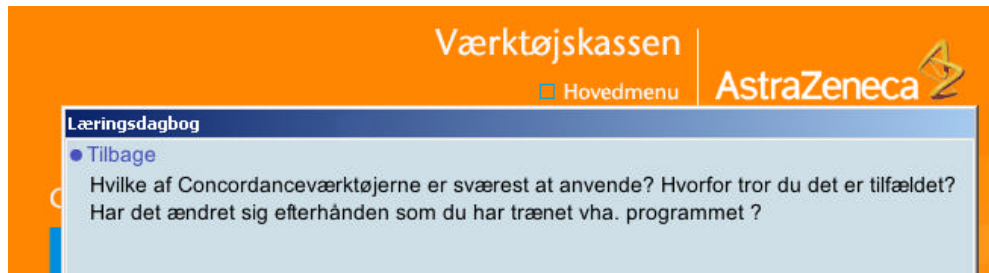 Værktøjskassen
Hovedmenu
AstraZeneca
Læringsdagbog
Tilbage
Hvilke af Concordanceværktøjerne er sværest at anvende? Hvorfor tror du det er tilfældet?
Har det ændret sig efterhånden som du har trænet vha. programmet ?